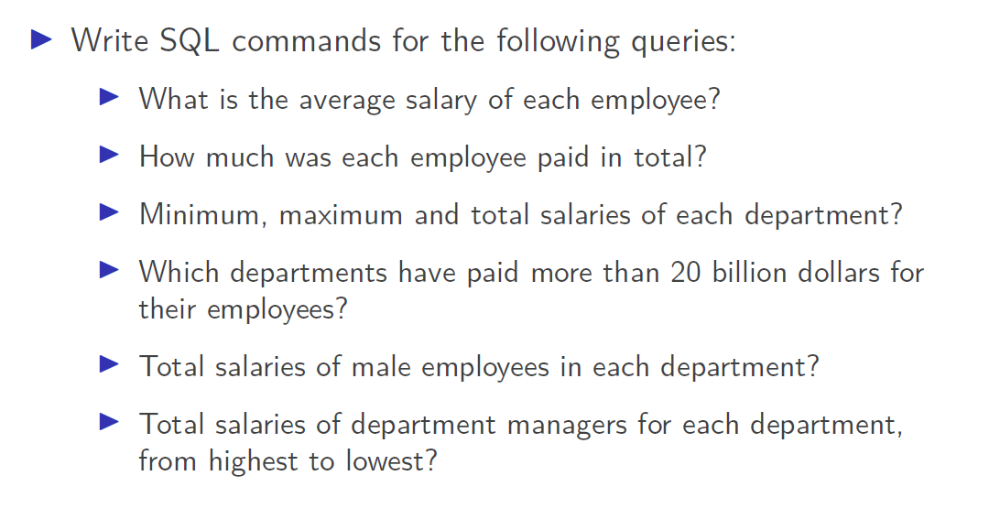 Write SQL commands for the following queries:
What is the average salary of each employee?
How much was each employee paid in total?
Minimum, maximum and total salaries of each department?
Which departments have paid more than 20 billion dollars for
their employees?
Total salaries of male employees in each department?
Total salaries of department managers for each department,
from highest to lowest?